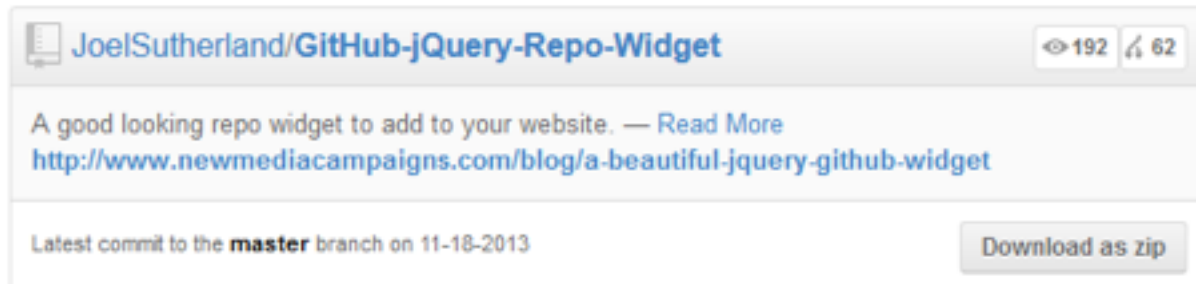 JoelSutherland/GitHub-jQuery-Repo-Widget 192 62
A good looking repo widget to add to your website. — Read More
http://www.newmediacampaigns.com/blog/a-beautiful-jquery-github-widget
Latest commit to the master branch on 11-18-2013 Download as zip